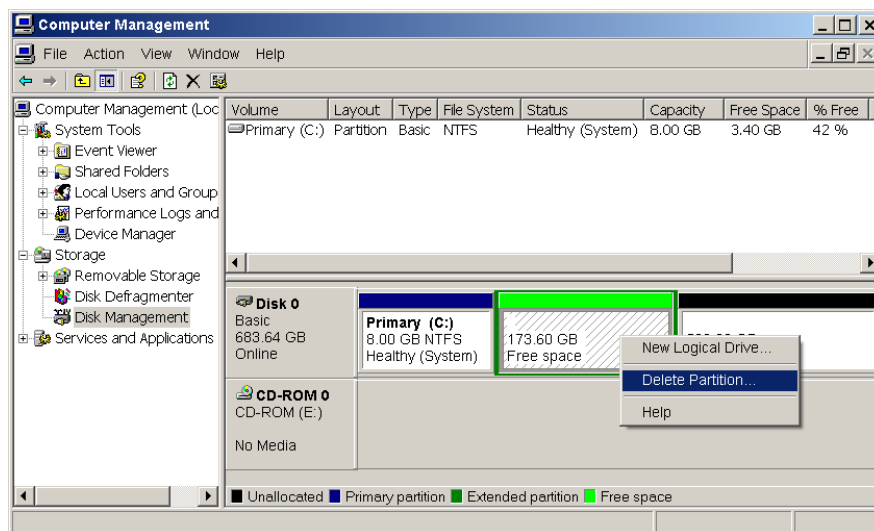 Computer Management
File Action View Window Help
Computer Management (Loc
System Tools
Event Viewer
Shared Folders
Local Users and Group
Performance Logs and
Device Manager
Storage
Removable Storage
Disk Defragmenter
Disk Management
Services and Applications
Volume Layout Type File System Status Capacity Free Space % Free
Primary (C:) Partition Basic NTFS Healthy (System) 8.00 GB 3.40 GB 42 %
Disk 0
Basic
683.64 GB
Online
Primary (C:)
8.00 GB NTFS
Healthy (System)
173.60 GB
Free space
New Logical Drive...
Delete Partition...
Help
CD-ROM 0
CD-ROM (E:)
No Media
Unallocated Primary partition Extended partition Free space